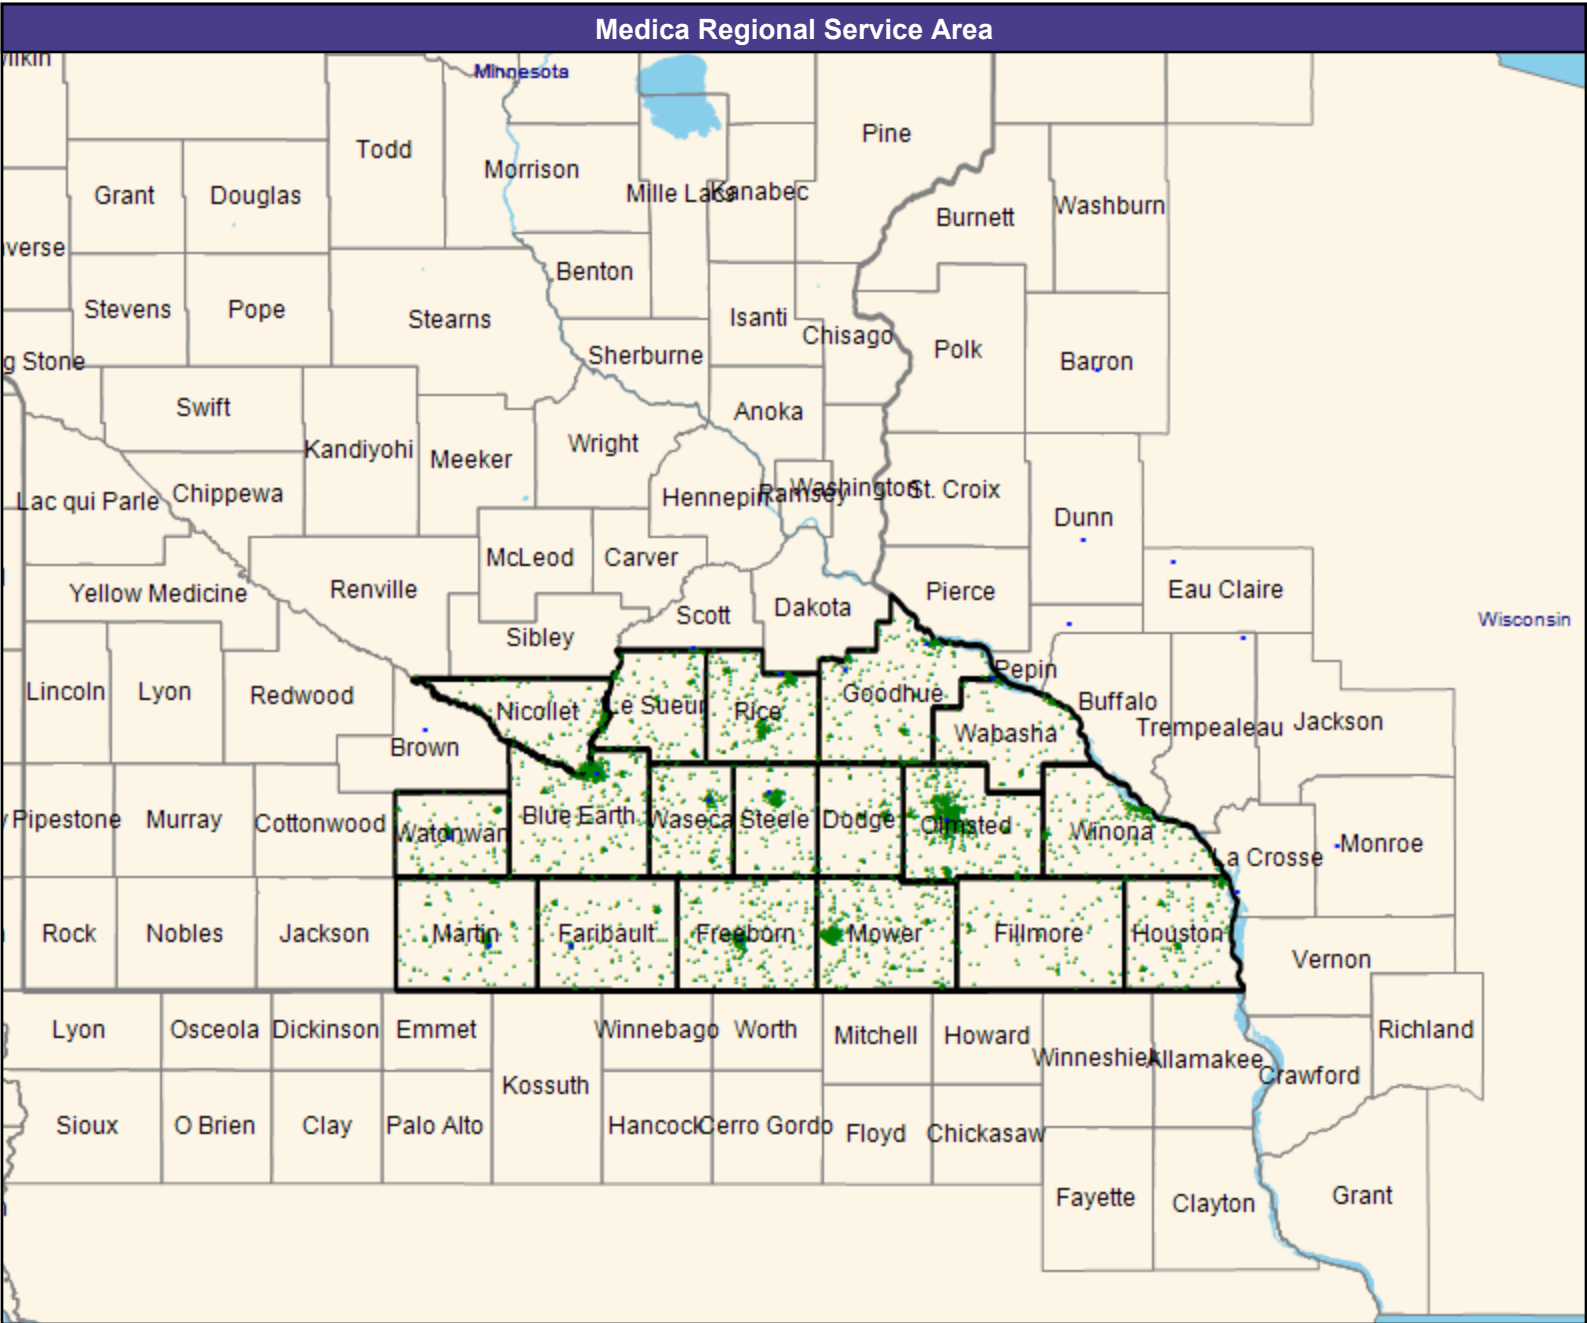 Medica Regional Service Area
Minnesota
Todd
Pine
Morrison
Grant
Douglas
Mille Lacs
Kanabec
Burnett
Washburn
verse
Benton
Stevens
Pope
Stearns
Isanti
Chisago
Polk
Barron
g Stone
Sherburne
Swift
Anoka
Kandiyohi
Meeker
Wright
Lac qui Parle
Chippewa
Hennepin
Ramsey
Washington
St. Croix
Dunn
McLeod
Carver
Yellow Medicine
Renville
Scott
Dakota
Pierce
Eau Claire
Wisconsin
Sibley
Pepin
Lincoln
Lyon
Redwood
Nicollet
Le Sueur
Rice
Goodhue
Buffalo
Trempealeau
Jackson
Brown
Wabasha
Pipestone
Murray
Cottonwood
Watonwan
Blue Earth
Waseca
Steele
Dodge
Olmsted
Winona
La Crosse
Monroe
Rock
Nobles
Jackson
Martin
Faribault
Freeborn
Mower
Fillmore
Houston
Vernon
Lyon
Osceola
Dickinson
Emmet
Winnebago
Worth
Mitchell
Howard
Richland
Winneshiek
Allamakee
Crawford
Kossuth
Sioux
O Brien
Clay
Palo Alto
Hancock
Cerro Gordo
Floyd
Chickasaw
Fayette
Clayton
Grant